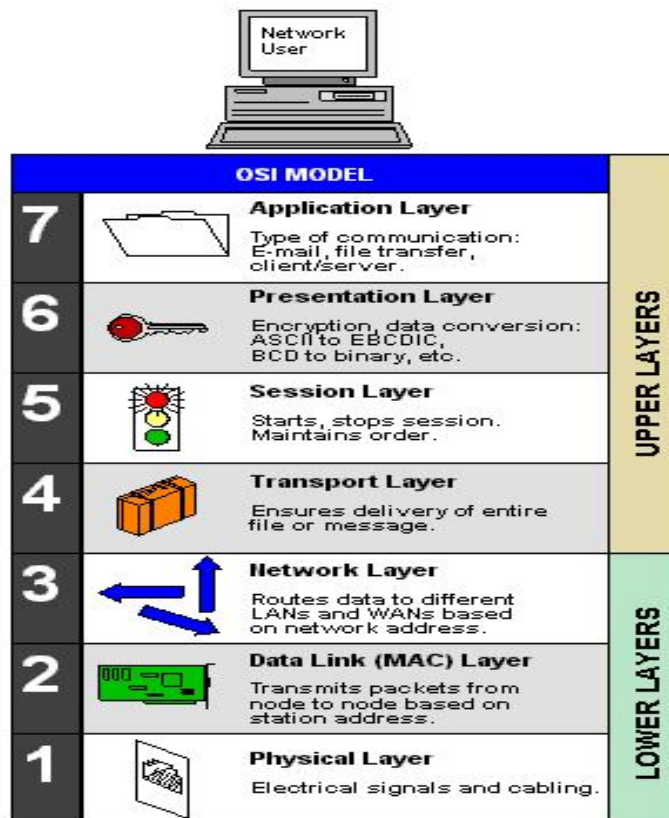 Network
User
OSI MODEL
7
Application Layer
Type of communication:
E-mail, file transfer,
client/server.
6
Presentation Layer
Encryption, data conversion:
ASCII to EBCDIC,
BCD to binary, etc.
5
Session Layer
Starts, stops session.
Maintains order.
4
Transport Layer
Ensures delivery of entire
file or message.
UPPER LAYERS
3
Network Layer
Routes data to different
LANs and WANs based
on network address.
2
Data Link (MAC) Layer
Transmits packets from
node to node based on
station address.
1
Physical Layer
Electrical signals and cabling.
LOWER LAYERS